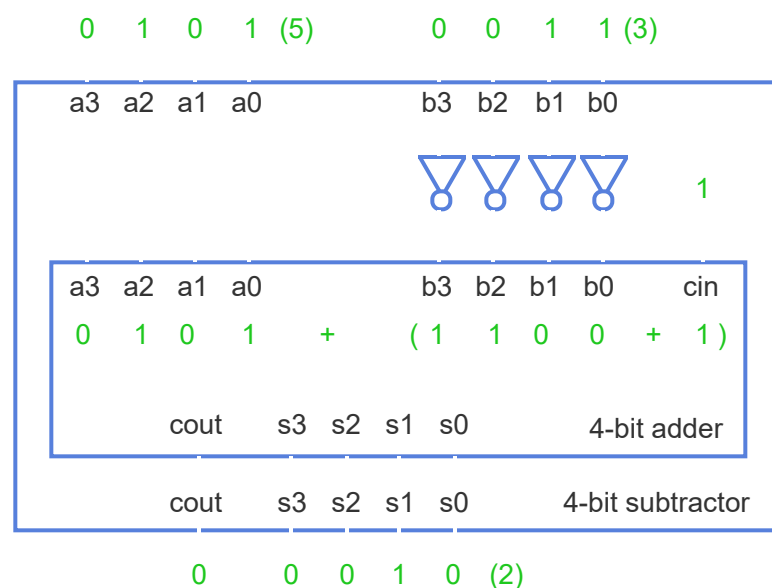 0 1 0 1 (5) 0 0 1 1 (3)
a3 a2 a1 a0 b3 b2 b1 b0
1
a3 a2 a1 a0 b3 b2 b1 b0 cin
0 1 0 1 + ( 1 1 0 0 + 1 )
cout s3 s2 s1 s0 4-bit adder
cout s3 s2 s1 s0 4-bit subtractor
0 0 0 1 0 (2)